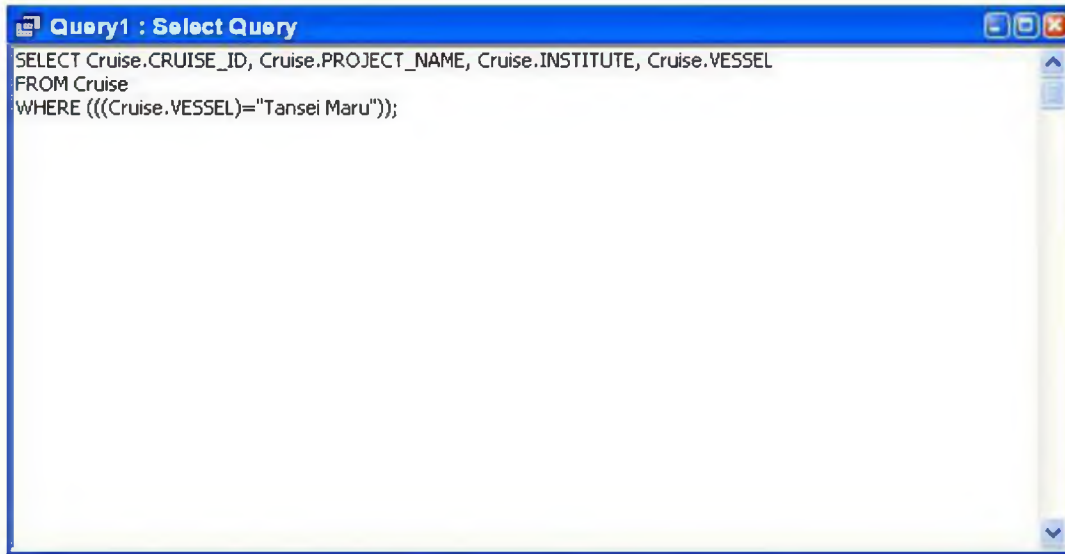 Query1 : Select Query
SELECT Cruise.CRUISE_ID, Cruise.PROJECT_NAME, Cruise.INSTITUTE, Cruise.VESSEL
FROM Cruise
WHERE (((Cruise.VESSEL)="Tansei Maru"));